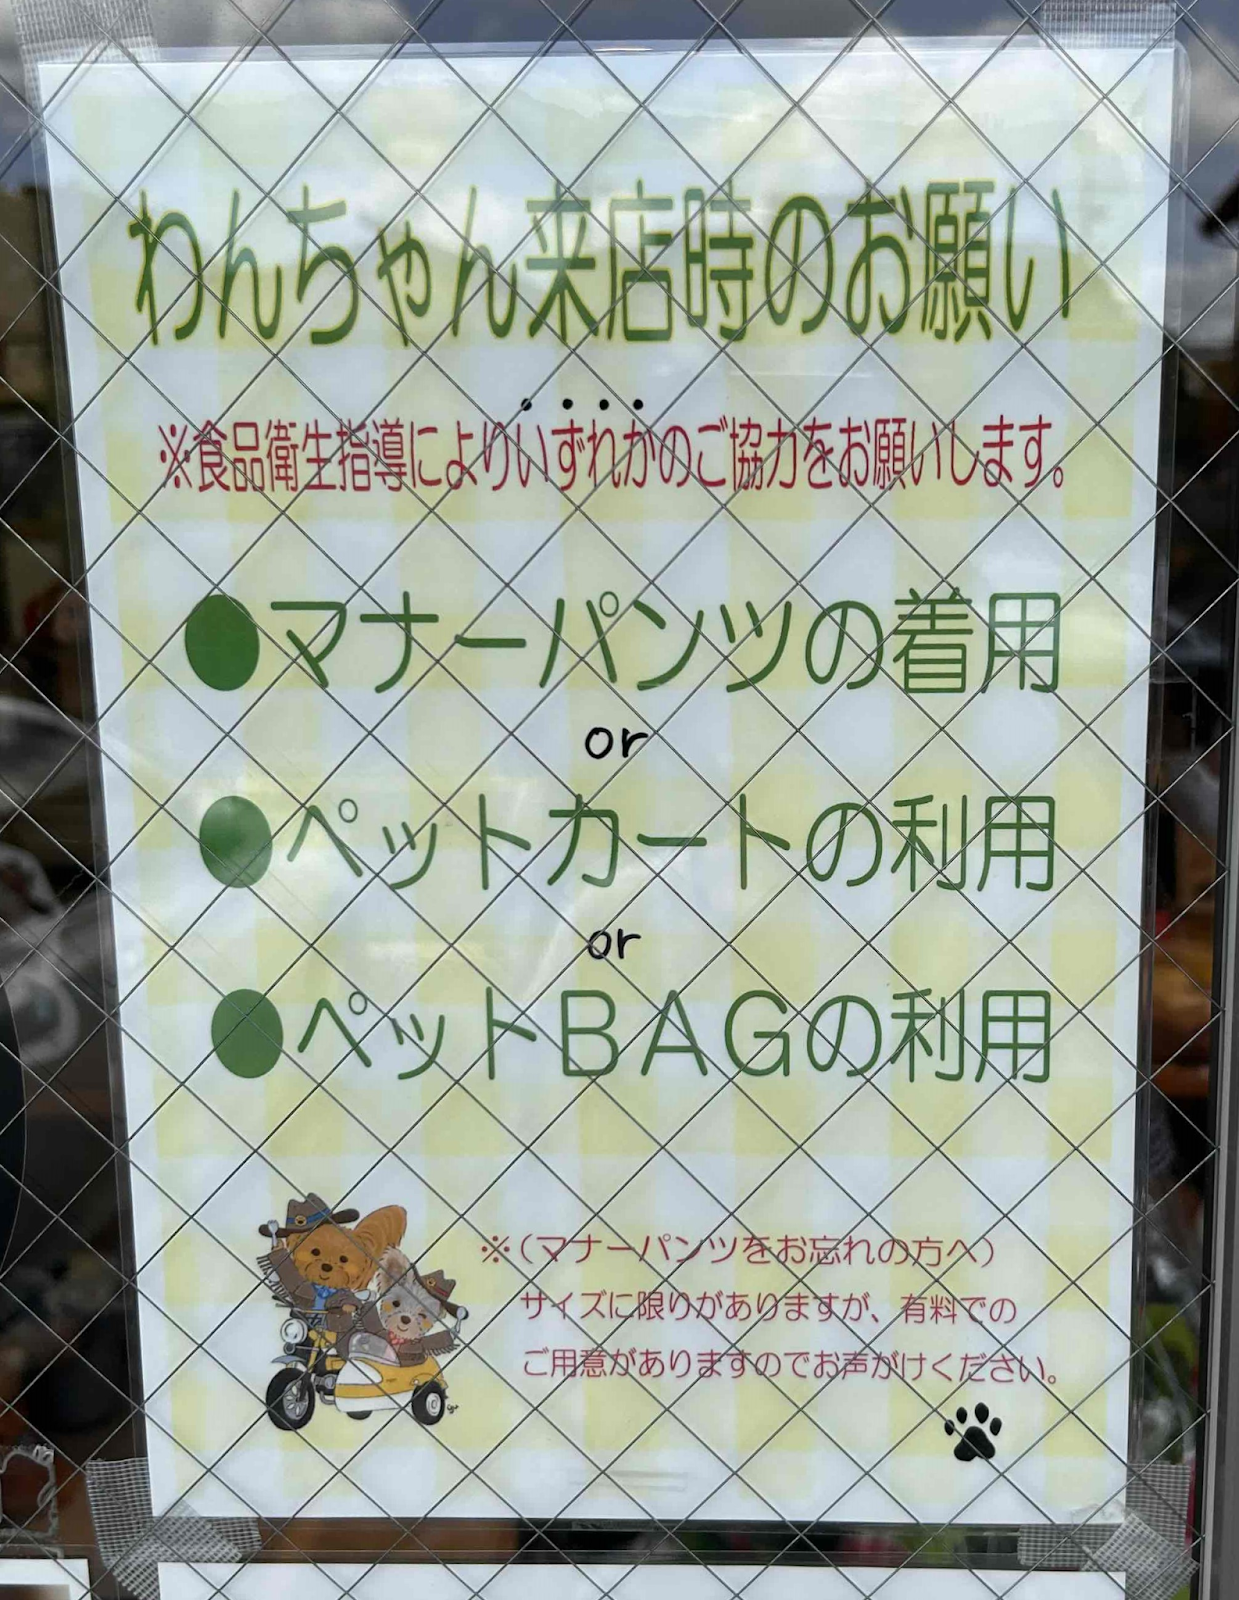 わんちゃん来店時のお願い
※食品衛生指導によりいずれかのご協力をお願いします。
●マナーパンツの着用
or
●ペットカートの利用
or
●ペットBAGの利用
※(マナーパンツをお忘れの方へ)
サイズに限りがありますが、有料での
ご用意がありますのでお声がけください。